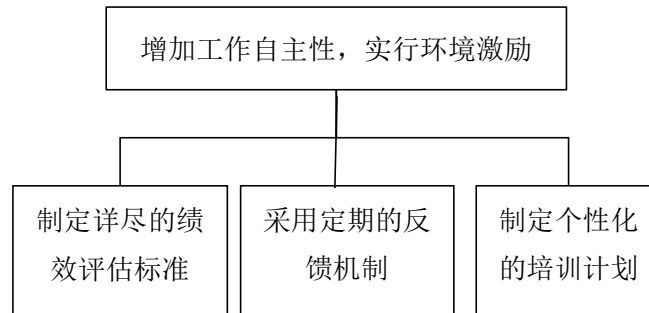 增加工作自主性，实行环境激励
制定详尽的绩
效评估标准
采用定期的反
馈机制
制定个性化
的培训计划